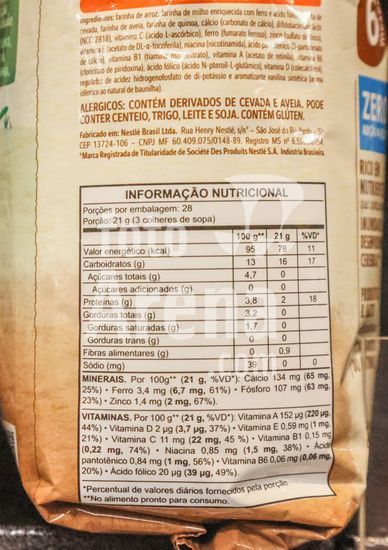 Ingredientes: farinha de arroz, farinha de milho enriquecida com ferro e ácido
cevada, farinha de aveia, farinha de quinoa, cálcio (carbonato de cálcio),
(NCC 2818), vitamina C (ácido L-ascórbico), ferro (fumarato ferroso), zinco
vitamina E (acetato de DL-α-tocoferila), niacina (nicotinamida), ácido
de cálcio), vitamina B1 (tiamina mononitrato), vitamina A (acetato de retinila), vitamina B6
(cloridrato de piridoxina), ácido fólico (ácido N-pteroil-L-glutâmico), vitamina D (colecalciferol),
regulador de acidez hidrogenofosfato de di-potássio e aromatizante vanilina sintética
idêntico ao natural de baunilha).
ALÉRGICOS: CONTÉM DERIVADOS DE CEVADA E AVEIA. PODE
CONTER CENTEIO, TRIGO, LEITE E SOJA. CONTÉM GLÚTEN.
Fabricado em: Nestlé Brasil Ltda. Rua Henry Nestlé, s/nº - São José do Rio Pardo - SP
CEP 13724-106 - CNPJ MF 60.409.075/0148-89. Registro MS nº
*Marca Registrada de Titularidade de Société Des Produits Nestlé S.A. Indústria Brasileira.
INFORMAÇÃO NUTRICIONAL
Porções por embalagem: 28
Porção: 21 g (3 colheres de sopa)
100 g** 21 g %VD*
Valor energético (kcal) 95 78 11
Carboidratos (g) 13 16 17
Açúcares totais (g) 4,7 0
Açúcares adicionados (g) 0 0
Proteínas (g) 3,8 2 18
Gorduras totais (g) 3,2 0
Gorduras saturadas (g) 1,7 0
Gorduras trans (g) 0 0
Fibras alimentares (g) 0 0,9
Sódio (mg) 39 0 0
MINERAIS. Por 100g** (21 g, %VD*): Cálcio 134 mg (65 mg,
25%) • Ferro 3,4 mg (6,7 mg, 61%) • Fósforo 107 mg (63 mg,
23%) • Zinco 1,4 mg (2 mg, 67%).
VITAMINAS. Por 100 g** (21 g, %VD*): Vitamina A 152 µg (220 µg,
44%) • Vitamina D 2 µg (3,7 µg, 37%) • Vitamina E 0,59 mg (1 mg,
21%) • Vitamina C 11 mg (22 mg, 45 %) • Vitamina B1 0,15 mg
(0,22 mg, 74%) • Niacina 0,85 mg (1,5 mg, 38%) • Ácido
pantotênico 0,84 mg (1 mg, 56%) • Vitamina B6 0,06 mg (0,06 mg,
20%) • Ácido fólico 20 µg (39 µg, 49%).
*Percentual de valores diários fornecidos pela porção.
**No alimento pronto para consumo.
6
ZER
RICO EM